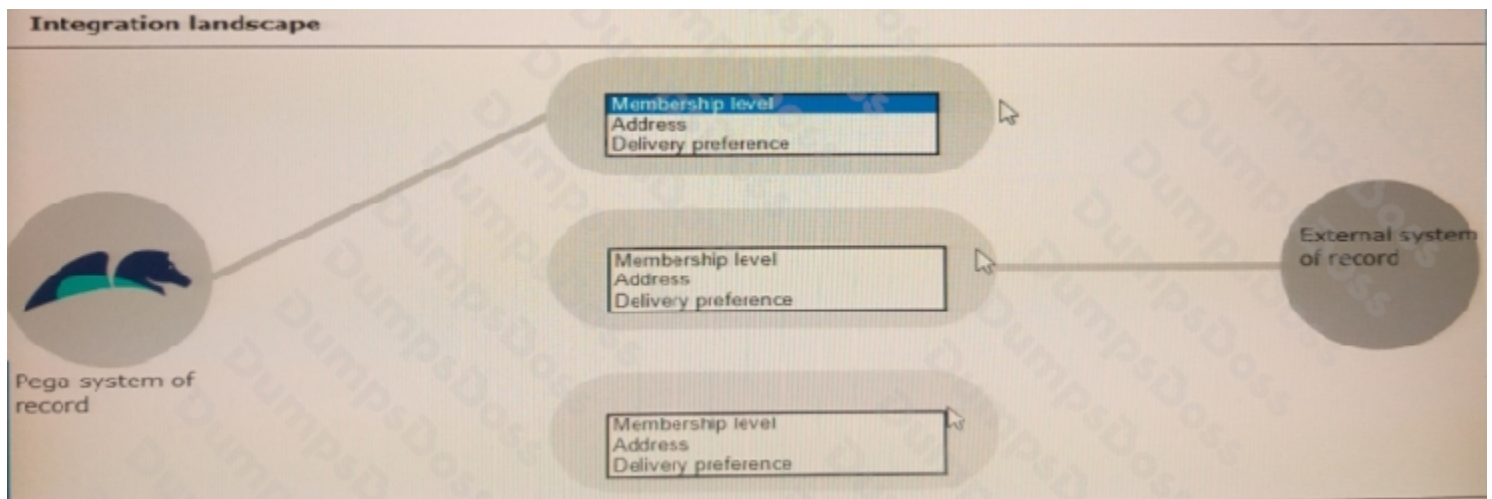 Integration landscape
Membership level
Address
Delivery preference
Membership level
Address
Delivery preference
External system
of record
Pega system of
record
Membership level
Address
Delivery preference
DumpsDoss